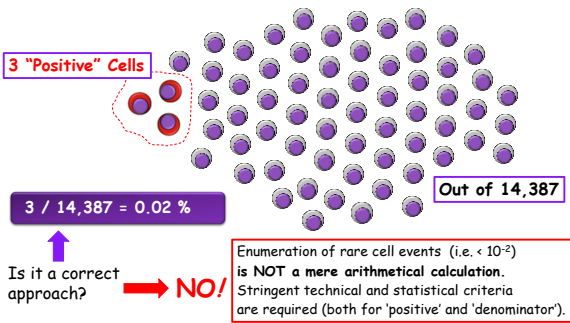 3 “Positive” Cells
Out of 14,387
3 / 14,387 = 0.02 %
Is it a correct
approach?
NO!
Enumeration of rare cell events (i.e. < 10⁻²)
is NOT a mere arithmetical calculation.
Stringent technical and statistical criteria
are required (both for ‘positive’ and ‘denominator’).